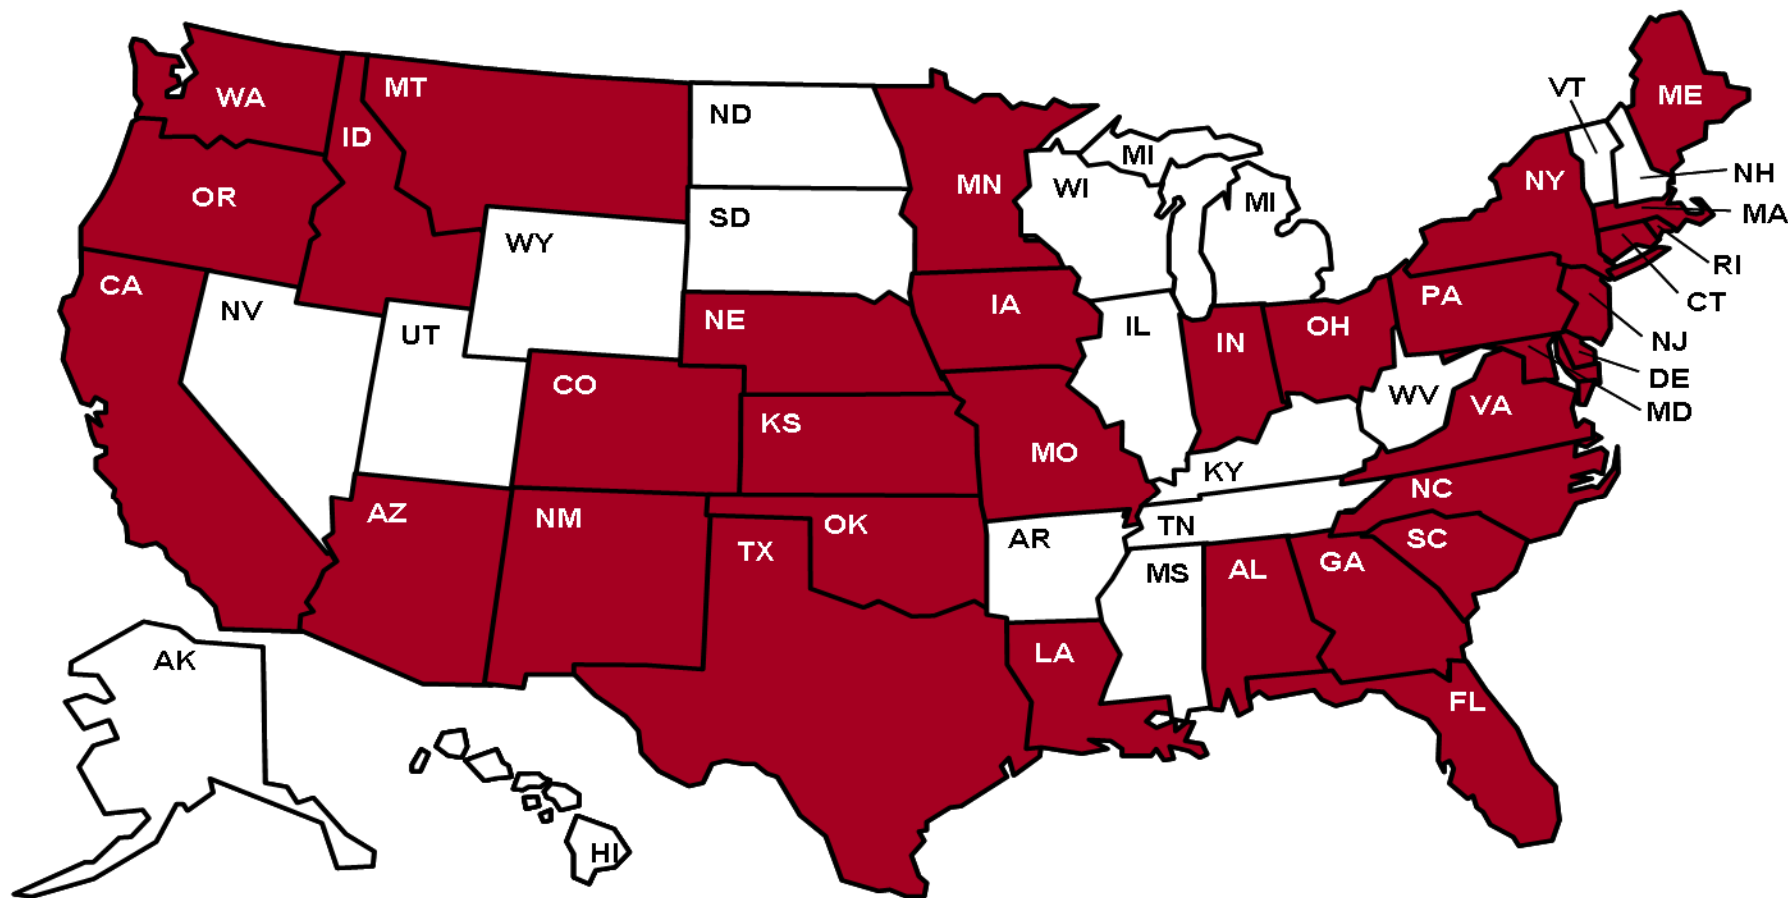 WA
MT
ID
OR
ND
MN
SD
WY
WI
MI
MI
VT
ME
NY
NH
MA
RI
CT
NJ
DE
MD
CA
NV
UT
NE
IA
IL
IN
OH
PA
CO
KS
MO
WV
VA
KY
AZ
NM
OK
TX
AR
TN
NC
SC
MS
AL
GA
LA
FL
AK
HI